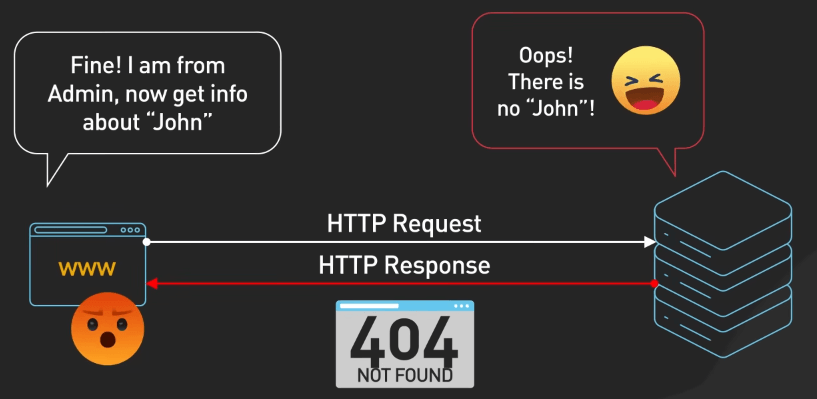 Fine! I am from
Admin, now get info
about “John”
Oops!
There is
no “John”!
HTTP Request
HTTP Response
www
404
NOT FOUND